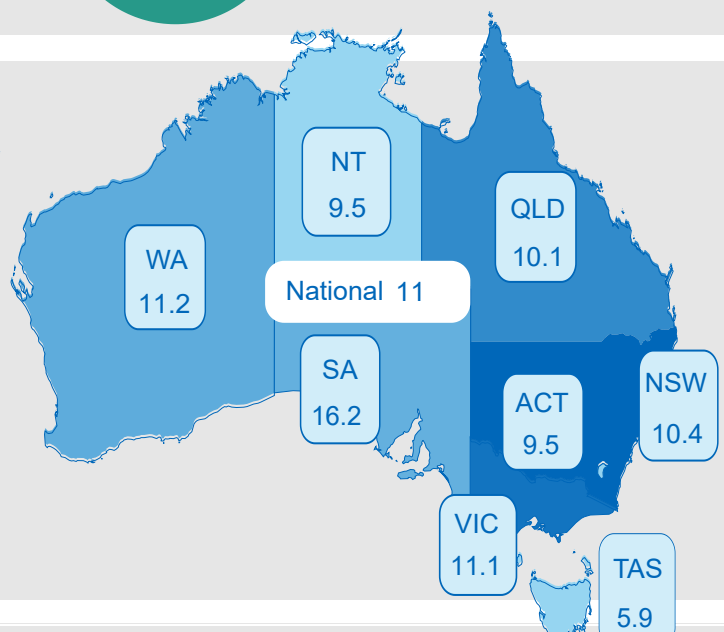 NT
9.5
QLD
10.1
WA
11.2
National 11
SA
16.2
ACT
9.5
NSW
10.4
VIC
11.1
TAS
5.9